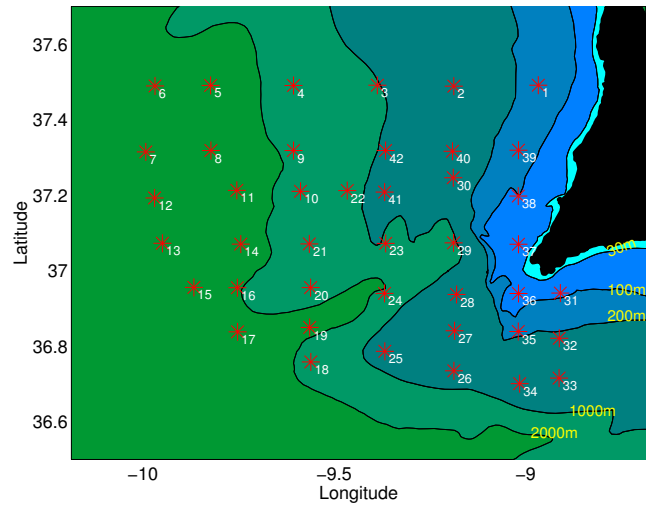 37.6
6 5 4 3 2 1
37.4
7 8 9 42 40 39
30
37.2
12 11 10 22 41 38
13 14 21 23 29 37
30m
37
15 16 20 24 28 36 31
100m
200m
17 19 27 35 32
36.8
18 25 26 34 33
1000m
36.6
2000m
−10 −9.5 −9
Longitude
Latitude